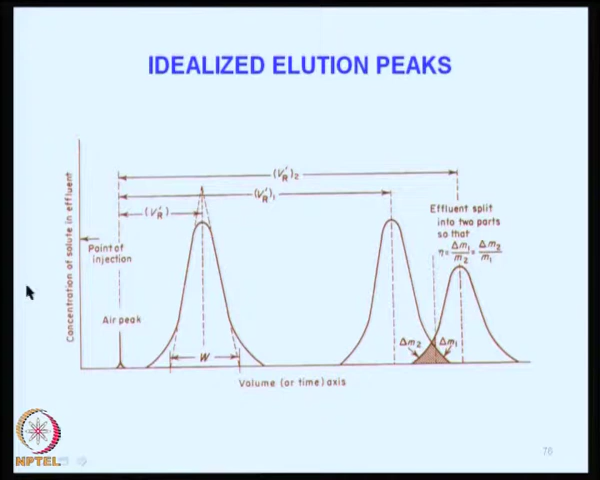 IDEALIZED ELUTION PEAKS
Concentration of solute in effluent
(V′R)2
(V′R)1
(V′R)
Point of
injection
Air peak
W
Effluent split
into two parts
so that
η = Δm1/m2 = Δm2/m1
Δm2
Δm1
Volume (or time) axis
NPTEL
76